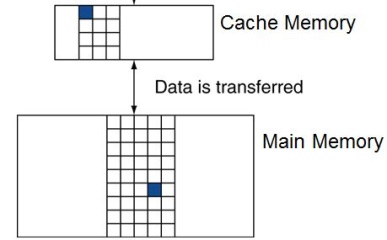 Cache Memory
Data is transferred
Main Memory